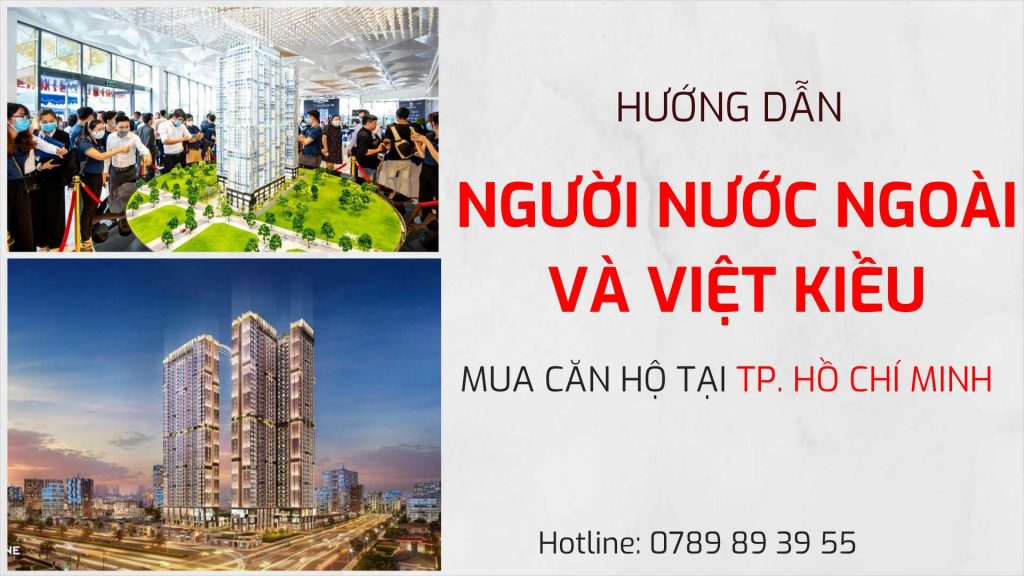 HƯỚNG DẪN
NGƯỜI NƯỚC NGOÀI
VÀ VIỆT KIỀU
MUA CĂN HỘ TẠI TP. HỒ CHÍ MINH
Hotline: 0789 89 39 55